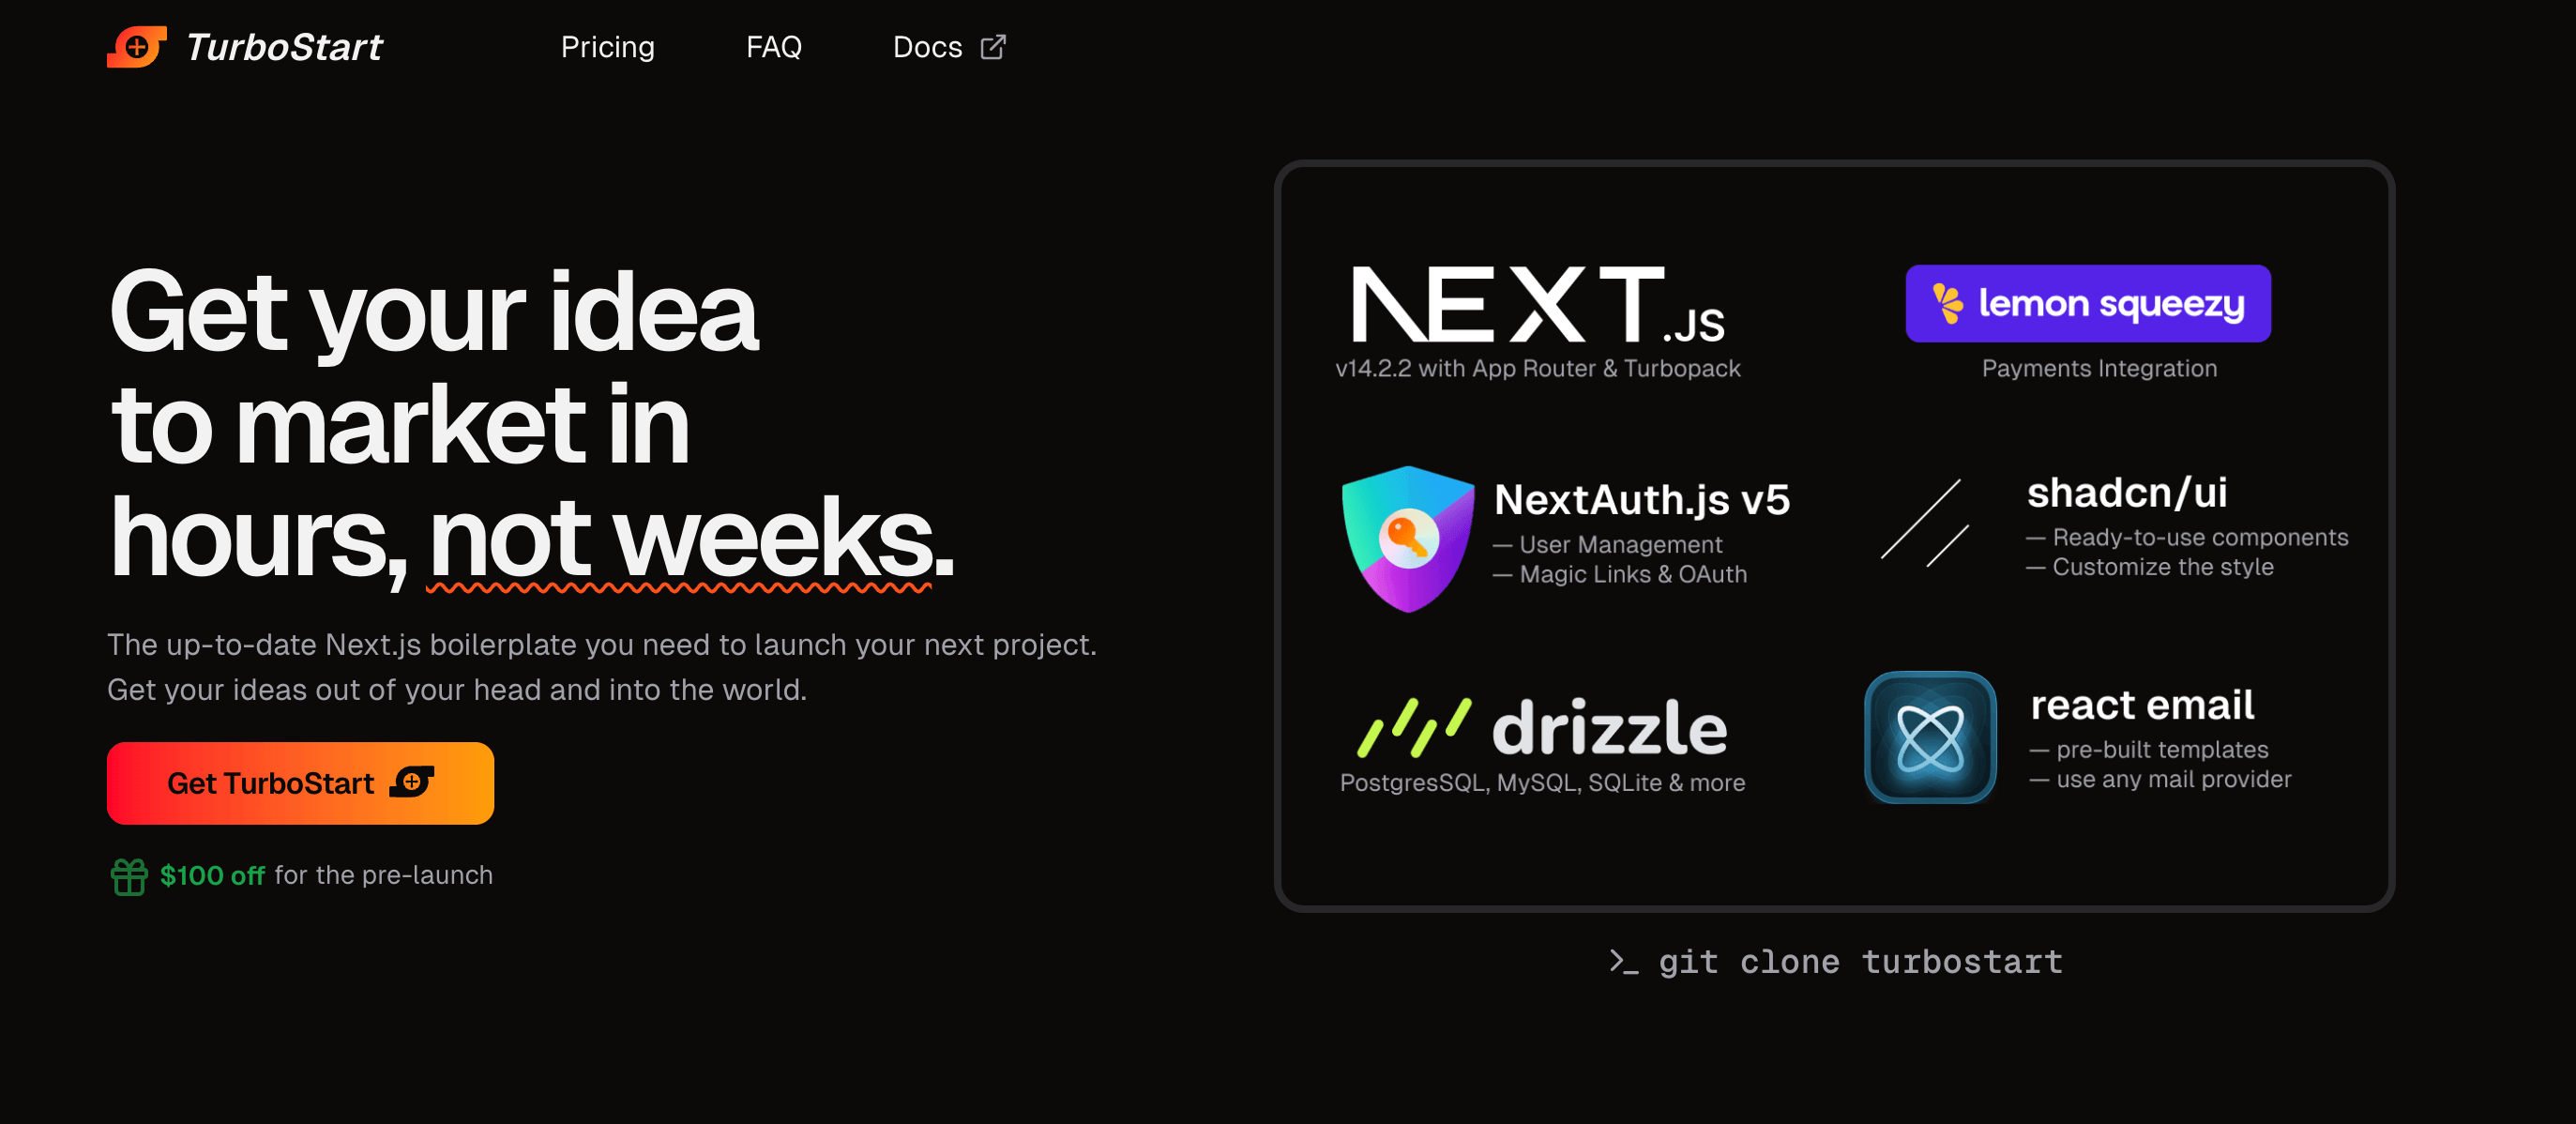 TurboStart
Pricing
FAQ
Docs
Get your idea
to market in
hours, not weeks.
The up-to-date Next.js boilerplate you need to launch your next project.
Get your ideas out of your head and into the world.
Get TurboStart
$100 off for the pre-launch
NEXT.JS
v14.2.2 with App Router & Turbopack
lemon squeezy
Payments Integration
NextAuth.js v5
— User Management
— Magic Links & OAuth
shadcn/ui
— Ready-to-use components
— Customize the style
drizzle
PostgresSQL, MySQL, SQLite & more
react email
— pre-built templates
— use any mail provider
>_ git clone turbostart